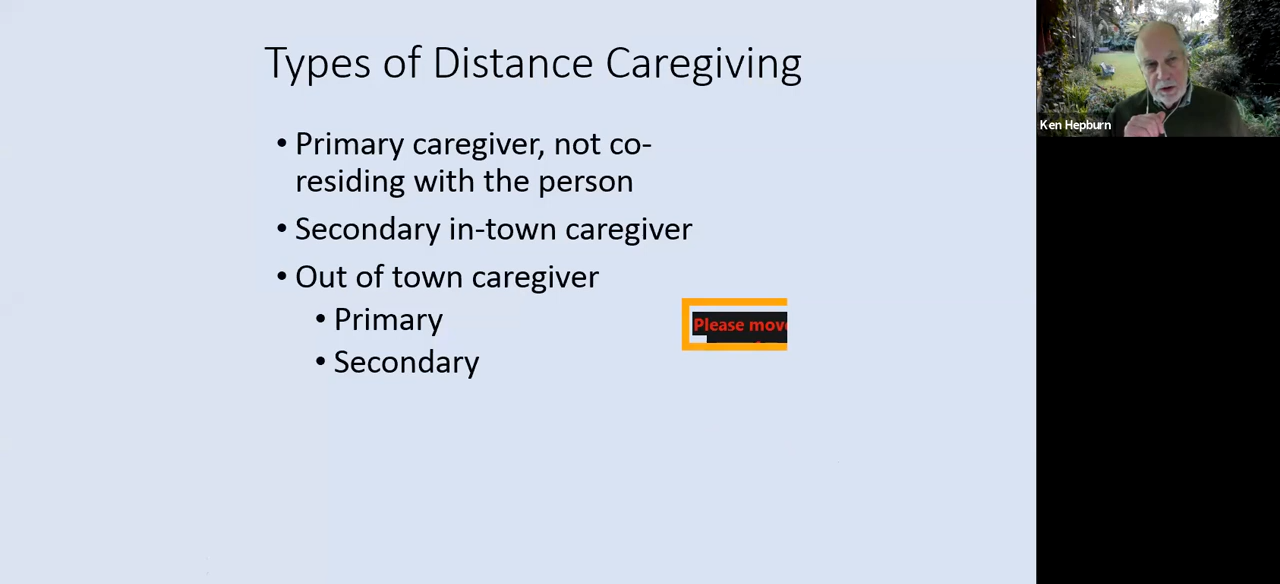 Types of Distance Caregiving
• Primary caregiver, not co-
residing with the person
• Secondary in-town caregiver
• Out of town caregiver
• Primary
• Secondary
Please
Ken Hepburn